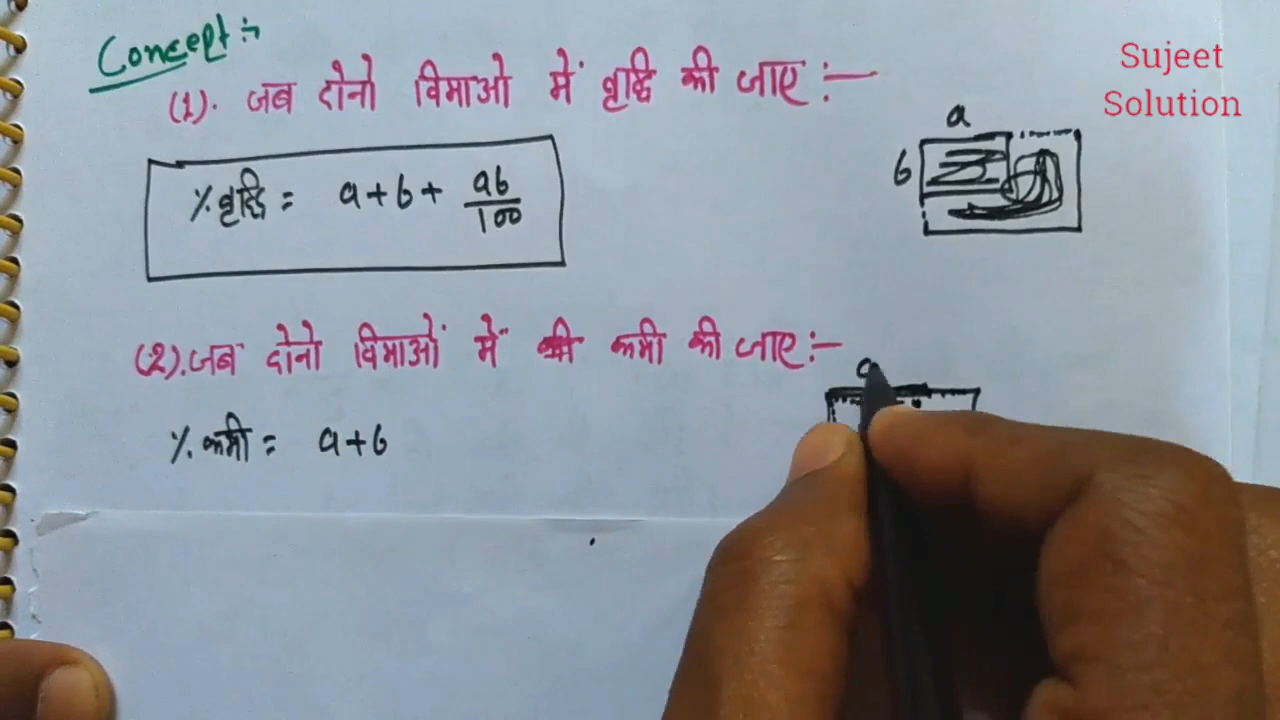 Concept :-
Sujeet
Solution
(1). जब दोनो विमाओ में वृद्धि की जाए :—
a
b
% वृद्धि = a + b + ab/100
(2). जब दोनो विमाओं में कमी की जाए :—
a
% कमी = a + b